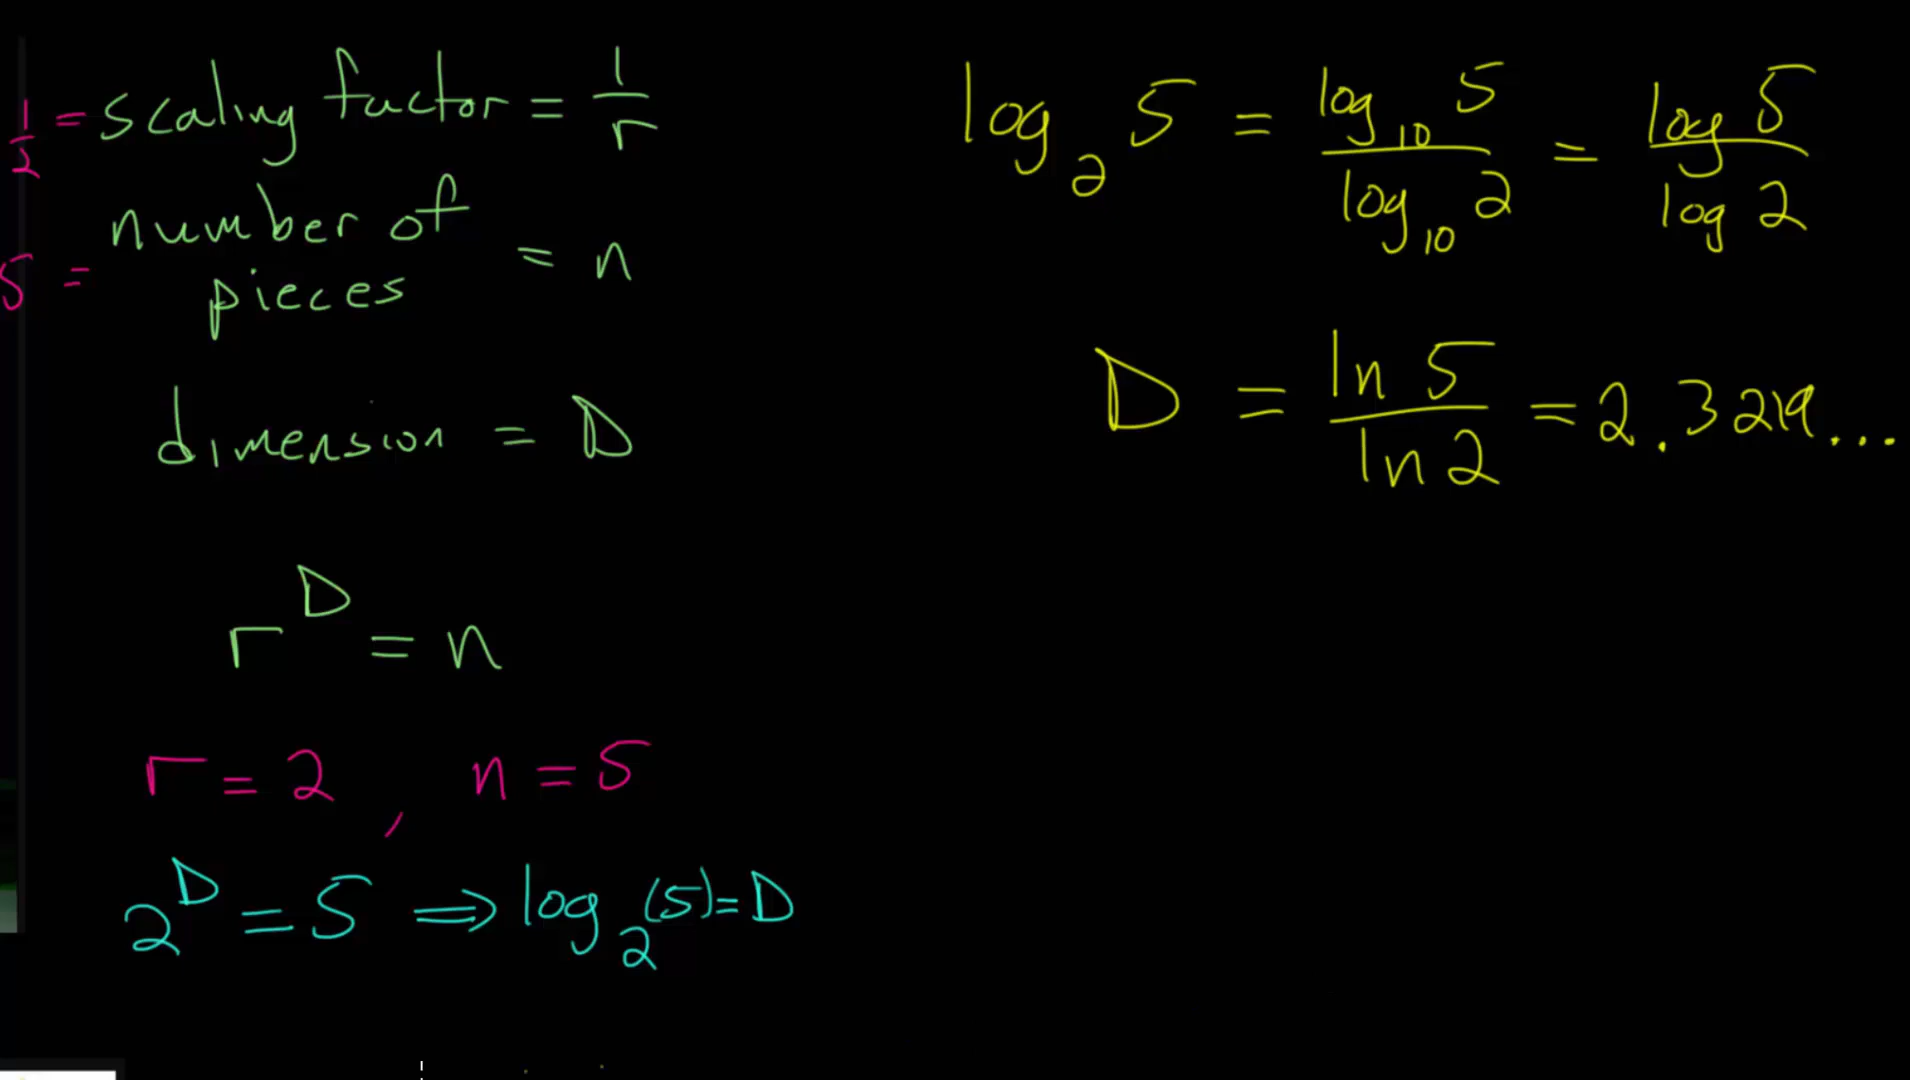 1/2 = scaling factor = 1/r
5 = number of pieces = n
dimension = D
r^D = n
r = 2 , n = 5
2^D = 5 ⟹ log_2(5) = D
log_2 5 = log_10 5 / log_10 2 = log 5 / log 2
D = ln 5 / ln 2 = 2.3219...